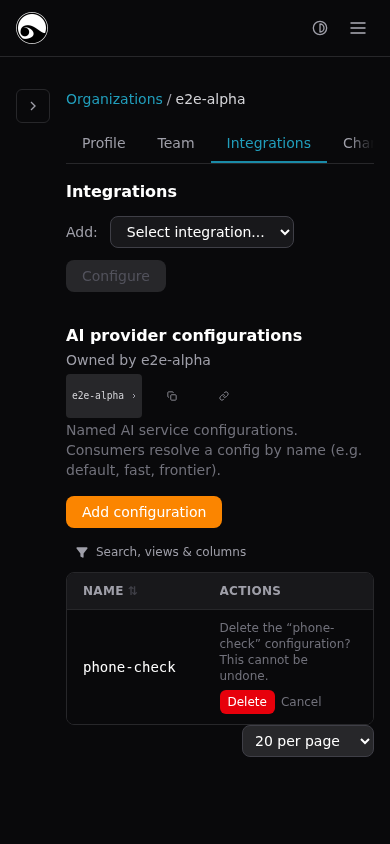 Organizations / e2e-alpha
Profile Team Integrations Cha
Integrations
Add: Select integration...
Configure
AI provider configurations
Owned by e2e-alpha
e2e-alpha ›
Named AI service configurations.
Consumers resolve a config by name (e.g.
default, fast, frontier).
Add configuration
Search, views & columns
NAME ⇅ ACTIONS
Delete the “phone-
check” configuration?
This cannot be
undone.
phone-check
Delete Cancel
20 per page